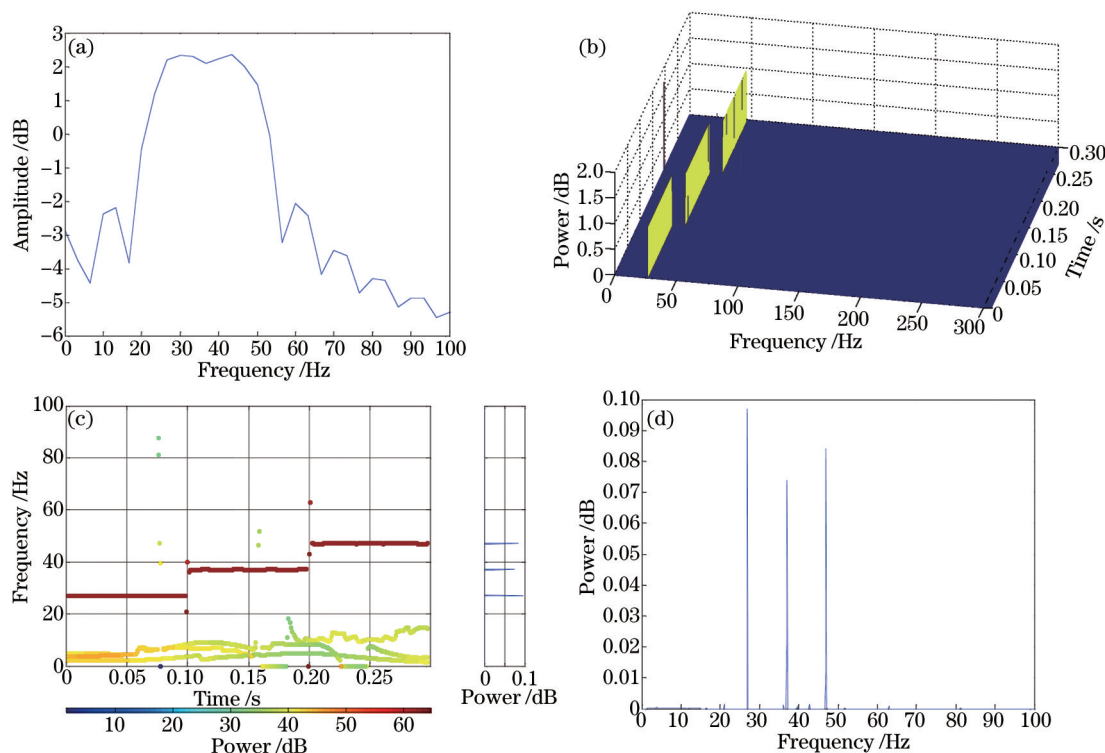 (a)
3
2
1
0
−1
−2
−3
−4
−5
−6
Amplitude /dB
0 10 20 30 40 50 60 70 80 90 100
Frequency /Hz
(b)
2.0
1.5
1.0
0.5
0
Power /dB
0 50 100 150 200 250 300
Frequency /Hz
0.30
0.25
0.20
0.15
0.10
0.05
0
Time /s
(c)
100
80
60
40
20
0
Frequency /Hz
0 0.05 0.10 0.15 0.20 0.25
Time /s
10 20 30 40 50 60
Power /dB
0 0.1
Power /dB
(d)
0.10
0.09
0.08
0.07
0.06
0.05
0.04
0.03
0.02
0.01
0
Power /dB
0 10 20 30 40 50 60 70 80 90 100
Frequency /Hz